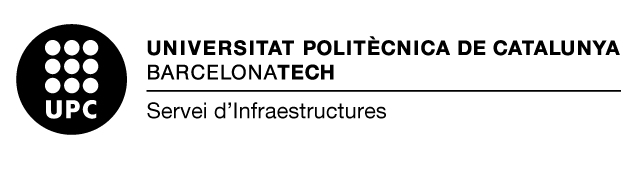 UPC
UNIVERSITAT POLITÈCNICA DE CATALUNYA
BARCELONATECH
Servei d'Infraestructures